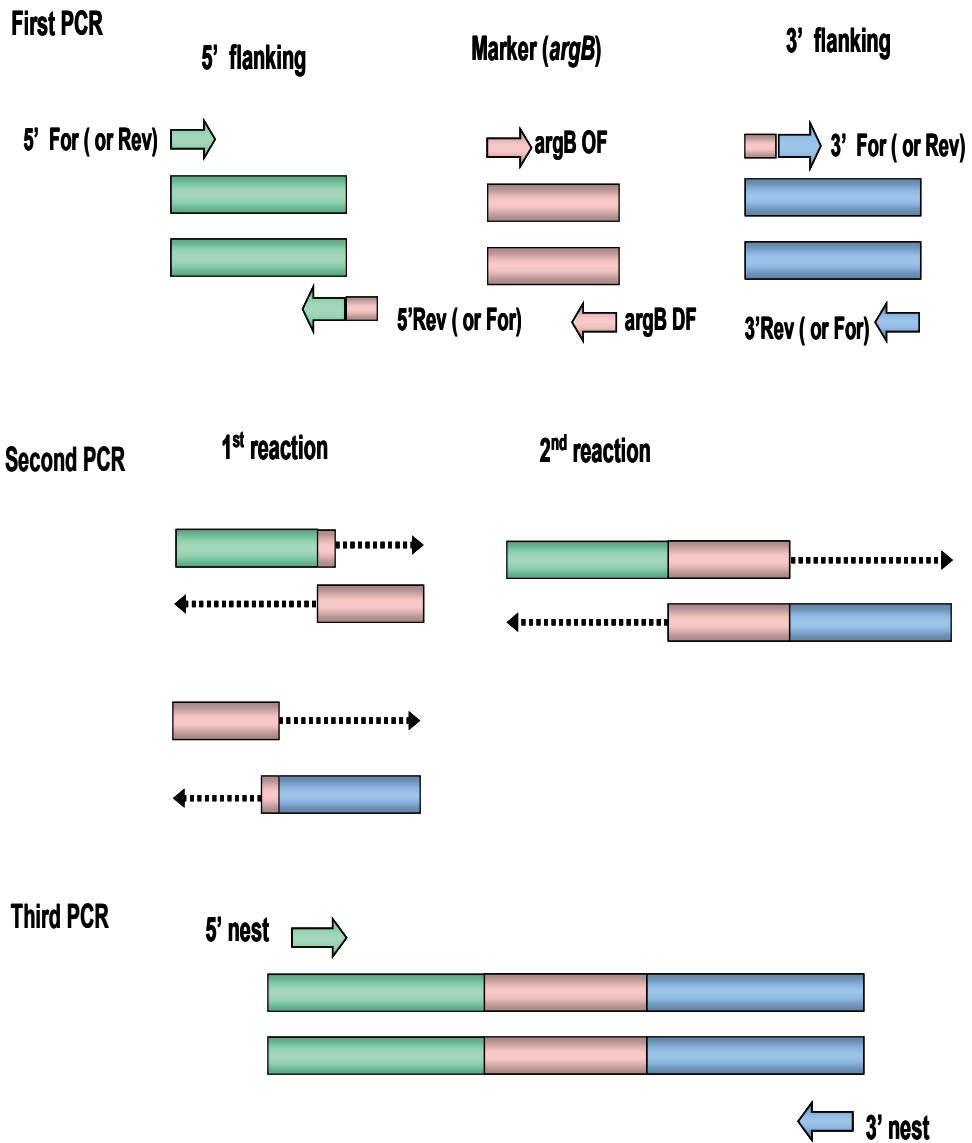 First PCR
5’ flanking
Marker (argB)
3’ flanking
5’ For ( or Rev)
argB OF
3’ For ( or Rev)
5’Rev ( or For)
argB DF
3’Rev ( or For)
Second PCR
1st reaction
2nd reaction
Third PCR
5’ nest
3’ nest